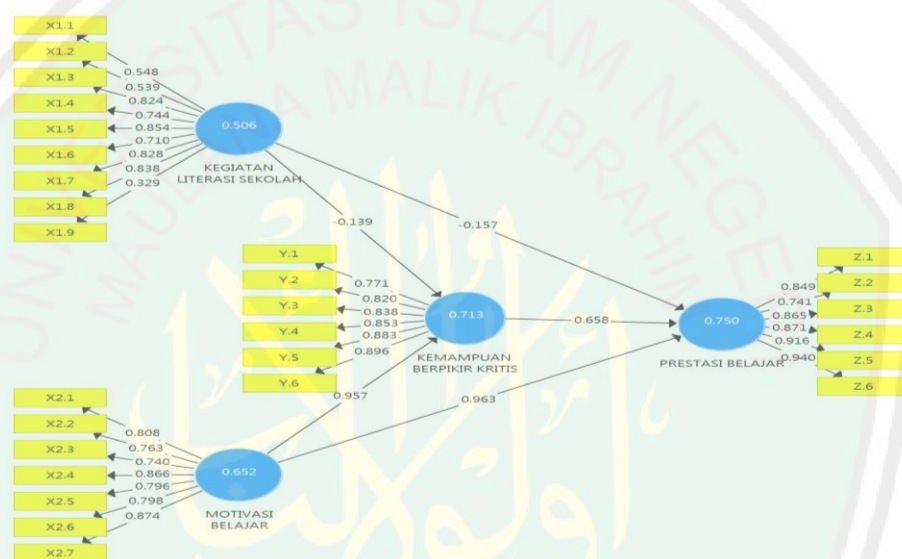 UNIVERSITAS ISLAM NEGERI
MAULANA MALIK IBRAHIM
X1.1
X1.2
X1.3
X1.4
X1.5
X1.6
X1.7
X1.8
X1.9
0.548
0.539
0.824
0.744
0.854
0.710
0.828
0.838
0.329
0.506
KEGIATAN
LITERASI SEKOLAH
-0.139
-0.157
Y.1
Y.2
Y.3
Y.4
Y.5
Y.6
0.771
0.820
0.838
0.853
0.883
0.896
0.713
KEMAMPUAN
BERPIKIR KRITIS
0.658
0.957
0.963
0.750
PRESTASI BELAJAR
0.849
0.741
0.865
0.871
0.916
0.940
Z.1
Z.2
Z.3
Z.4
Z.5
Z.6
X2.1
X2.2
X2.3
X2.4
X2.5
X2.6
X2.7
0.808
0.763
0.740
0.866
0.796
0.798
0.874
0.652
MOTIVASI
BELAJAR